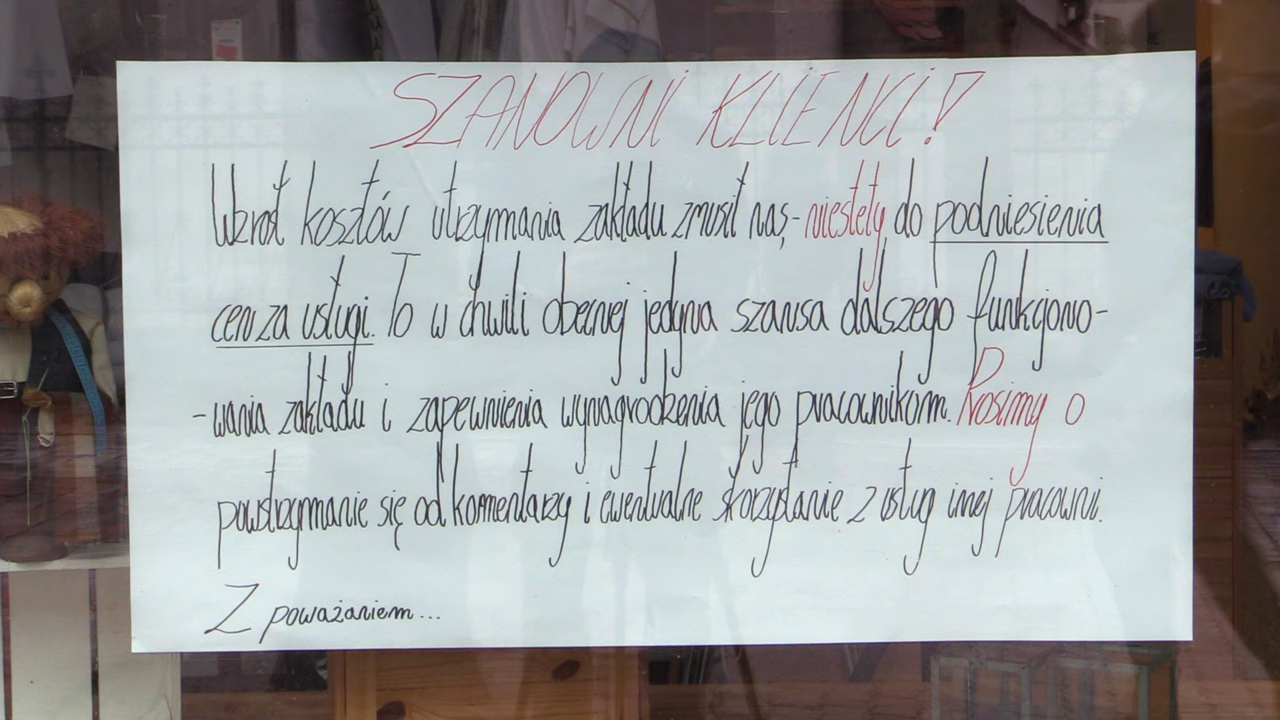 SZANOWNI KLIENCI!
Wzrost kosztów utrzymania zakładu zmusił nas, - niestety do podniesienia
cen za usługi. To w chwili obecnej jedyna szansa dalszego funkcjono-
-wania zakładu i zapewnienia wynagrodzenia jego pracownikom. Prosimy o
powstrzymanie się od komentarzy i ewentualne skorzystanie z usług innej pracowni.
Z poważaniem...